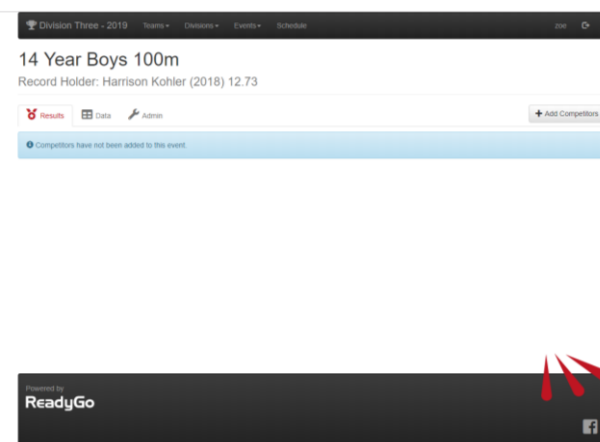 Division Three - 2019 Teams Divisions Events Schedule zoe
14 Year Boys 100m
Record Holder: Harrison Kohler (2018) 12.73
Results Data Admin + Add Competitors
Competitors have not been added to this event.
Powered by
ReadyGo